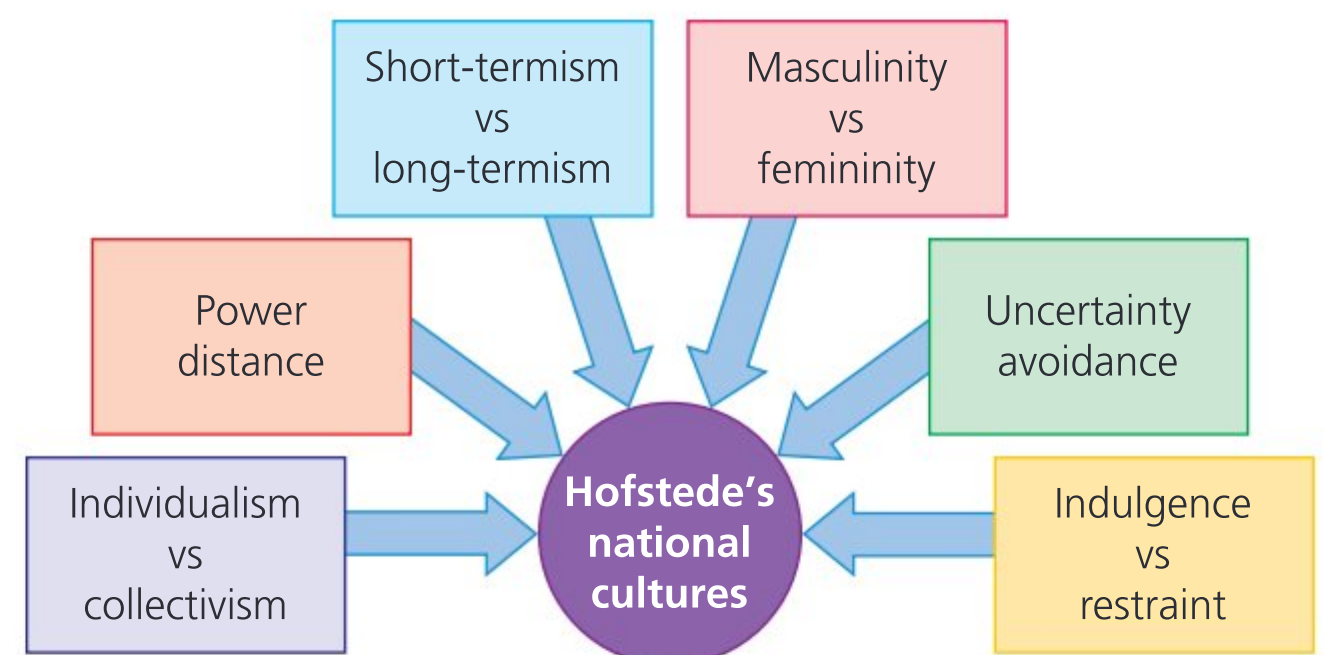 Short-termism
vs
long-termism
Masculinity
vs
femininity
Power
distance
Uncertainty
avoidance
Individualism
vs
collectivism
Hofstede’s
national
cultures
Indulgence
vs
restraint